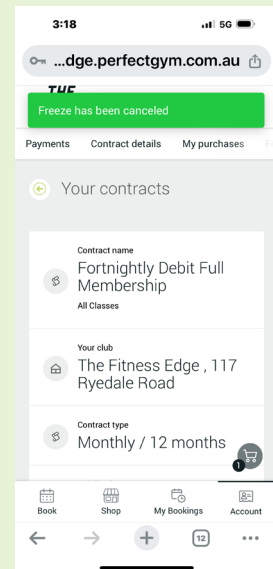 3:18
5G
...dge.perfectgym.com.au
THE
Freeze has been canceled
Payments Contract details My purchases
Your contracts
Contract name
Fortnightly Debit Full
Membership
All Classes
Your club
The Fitness Edge , 117
Ryedale Road
Contract type
Monthly / 12 months
1
Book Shop My Bookings Account
12